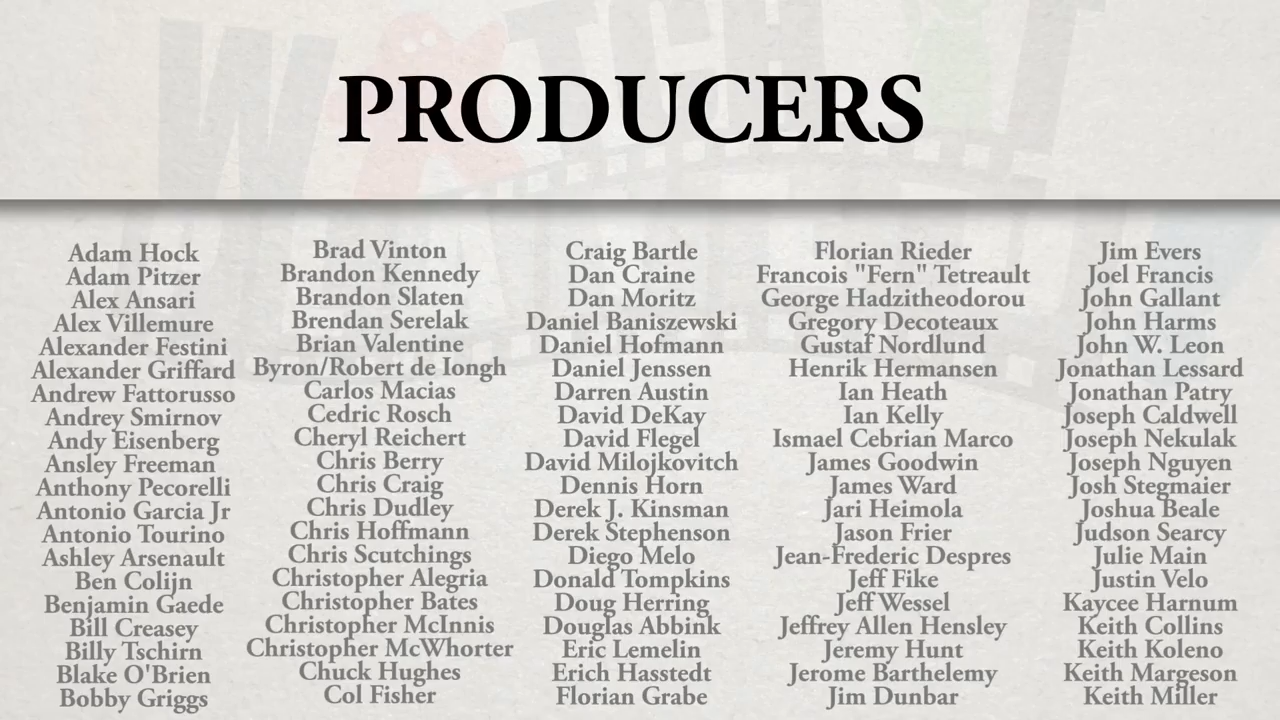 WATCH IT
PRODUCERS
Adam Hock
Adam Pitzer
Alex Ansari
Alex Villemure
Alexander Festini
Alexander Griffard
Andrew Fattorusso
Andrey Smirnov
Andy Eisenberg
Ansley Freeman
Anthony Pecorelli
Antonio Garcia Jr
Antonio Tourino
Ashley Arsenault
Ben Colijn
Benjamin Gaede
Bill Creasey
Billy Tschirn
Blake O'Brien
Bobby Griggs
Brad Vinton
Brandon Kennedy
Brandon Slaten
Brendan Serelak
Brian Valentine
Byron/Robert de Iongh
Carlos Macias
Cedric Rosch
Cheryl Reichert
Chris Berry
Chris Craig
Chris Dudley
Chris Hoffmann
Chris Scutchings
Christopher Alegria
Christopher Bates
Christopher McInnis
Christopher McWhorter
Chuck Hughes
Col Fisher
Craig Bartle
Dan Craine
Dan Moritz
Daniel Baniszewski
Daniel Hofmann
Daniel Jenssen
Darren Austin
David DeKay
David Flegel
David Milojkovitch
Dennis Horn
Derek J. Kinsman
Derek Stephenson
Diego Melo
Donald Tompkins
Doug Herring
Douglas Abbink
Eric Lemelin
Erich Hasstedt
Florian Grabe
Florian Rieder
Francois "Fern" Tetreault
George Hadzitheodorou
Gregory Decoteaux
Gustaf Nordlund
Henrik Hermansen
Ian Heath
Ian Kelly
Ismael Cebrian Marco
James Goodwin
James Ward
Jari Heimola
Jason Frier
Jean-Frederic Despres
Jeff Fike
Jeff Wessel
Jeffrey Allen Hensley
Jeremy Hunt
Jerome Barthelemy
Jim Dunbar
Jim Evers
Joel Francis
John Gallant
John Harms
John W. Leon
Jonathan Lessard
Jonathan Patry
Joseph Caldwell
Joseph Nekulak
Joseph Nguyen
Josh Stegmaier
Joshua Beale
Judson Searcy
Julie Main
Justin Velo
Kaycee Harnum
Keith Collins
Keith Koleno
Keith Margeson
Keith Miller